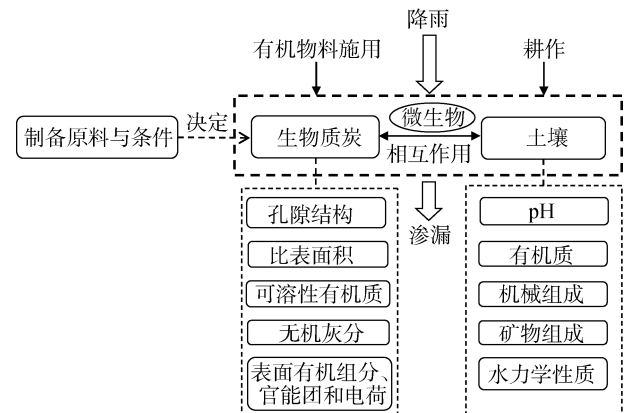 降雨
有机物料施用
耕作
微生物
制备原料与条件
决定
生物质炭
相互作用
土壤
孔隙结构
渗漏
pH
比表面积
有机质
可溶性有机质
机械组成
无机灰分
矿物组成
表面有机组分、
官能团和电荷
水力学性质